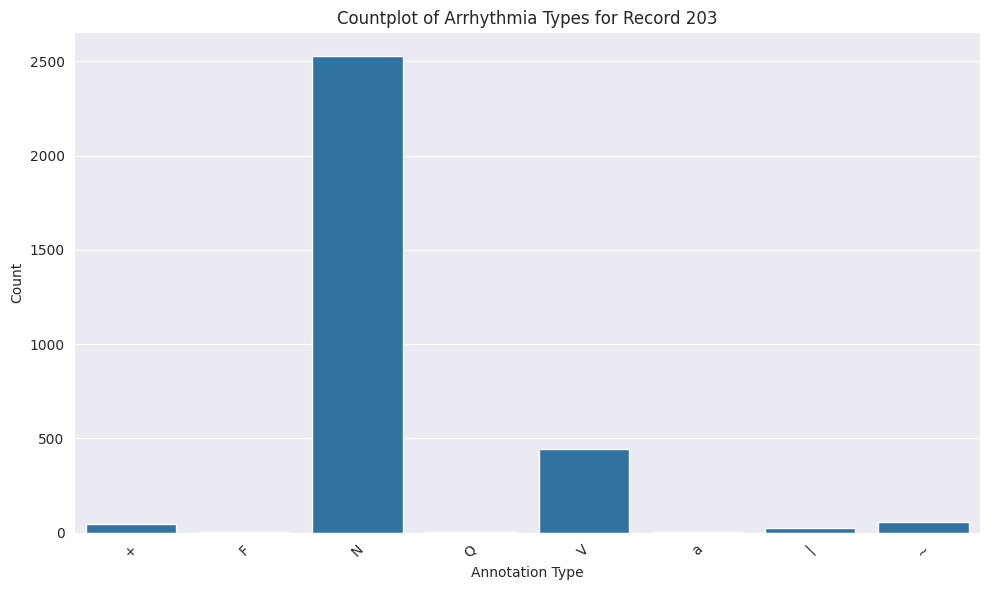 Countplot of Arrhythmia Types for Record 203
2500
2000
1500
1000
500
0
Count
+ F N Q V a | ~
Annotation Type